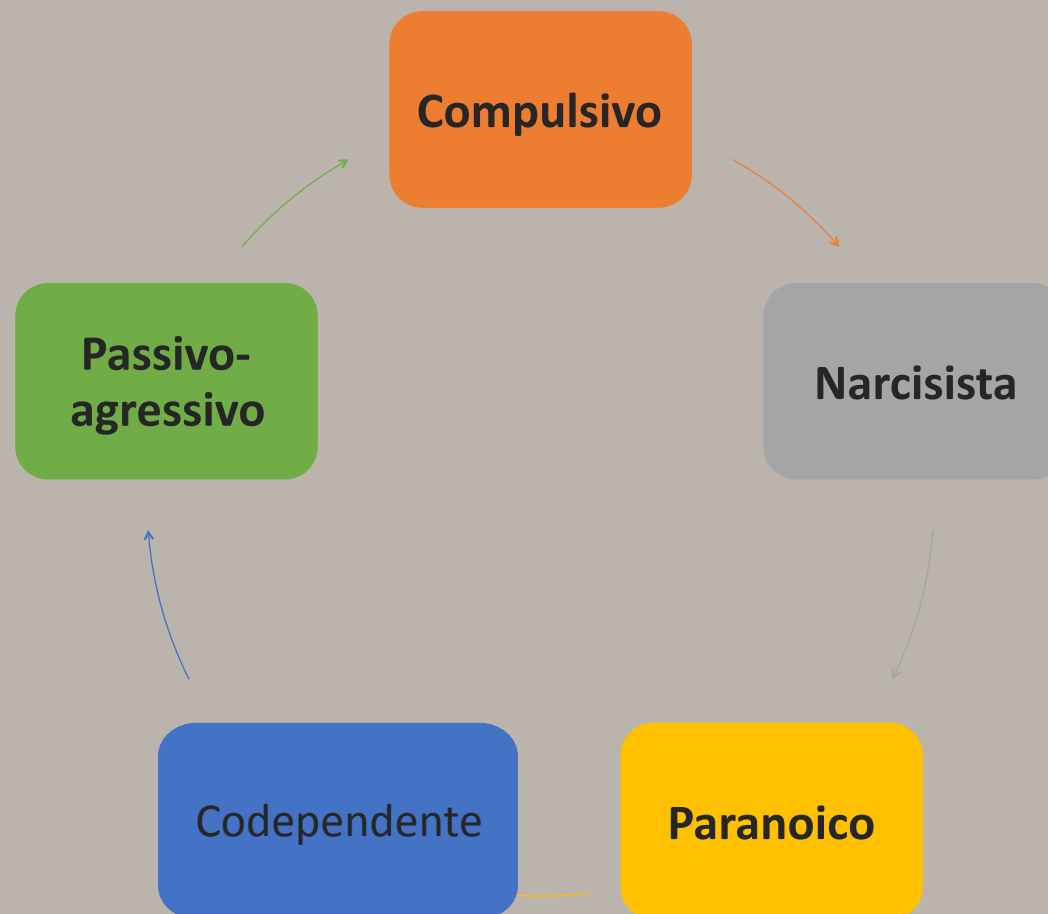 Compulsivo
Passivo-
agressivo
Narcisista
Codependente
Paranoico